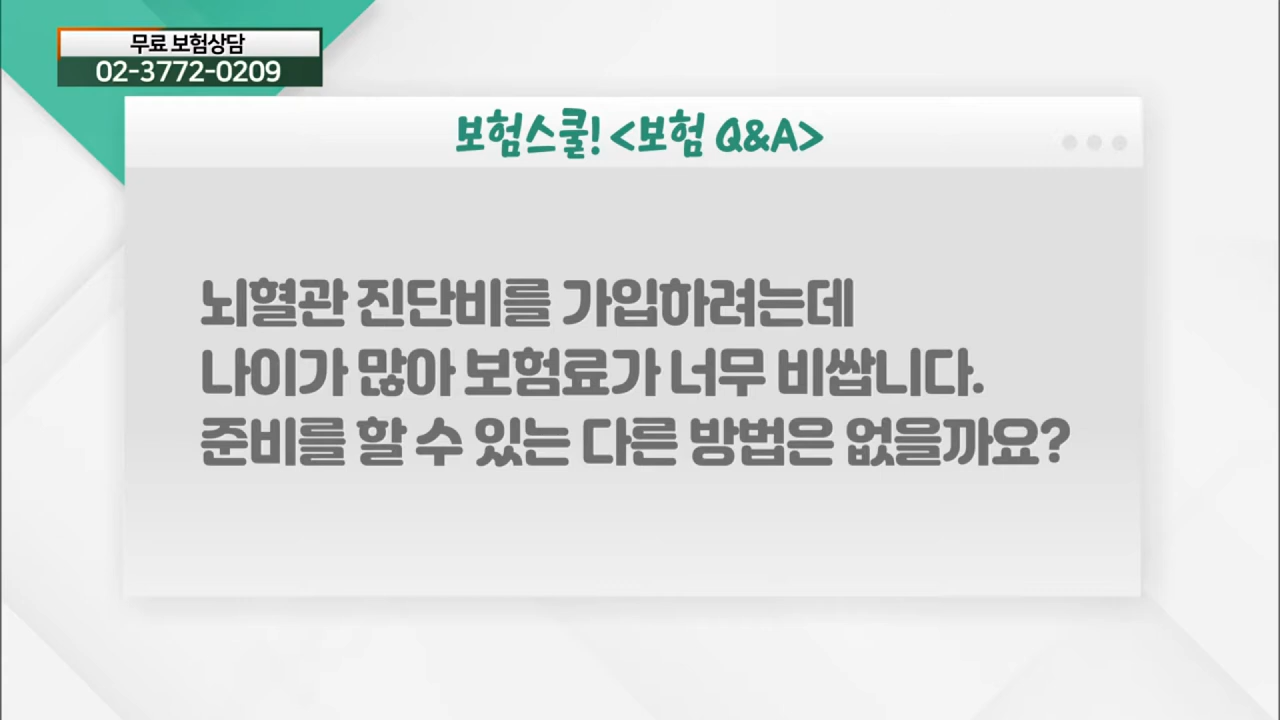 무료 보험상담
02-3772-0209
보험스쿨! <보험 Q&A>
뇌혈관 진단비를 가입하려는데
나이가 많아 보험료가 너무 비쌉니다.
준비를 할 수 있는 다른 방법은 없을까요?